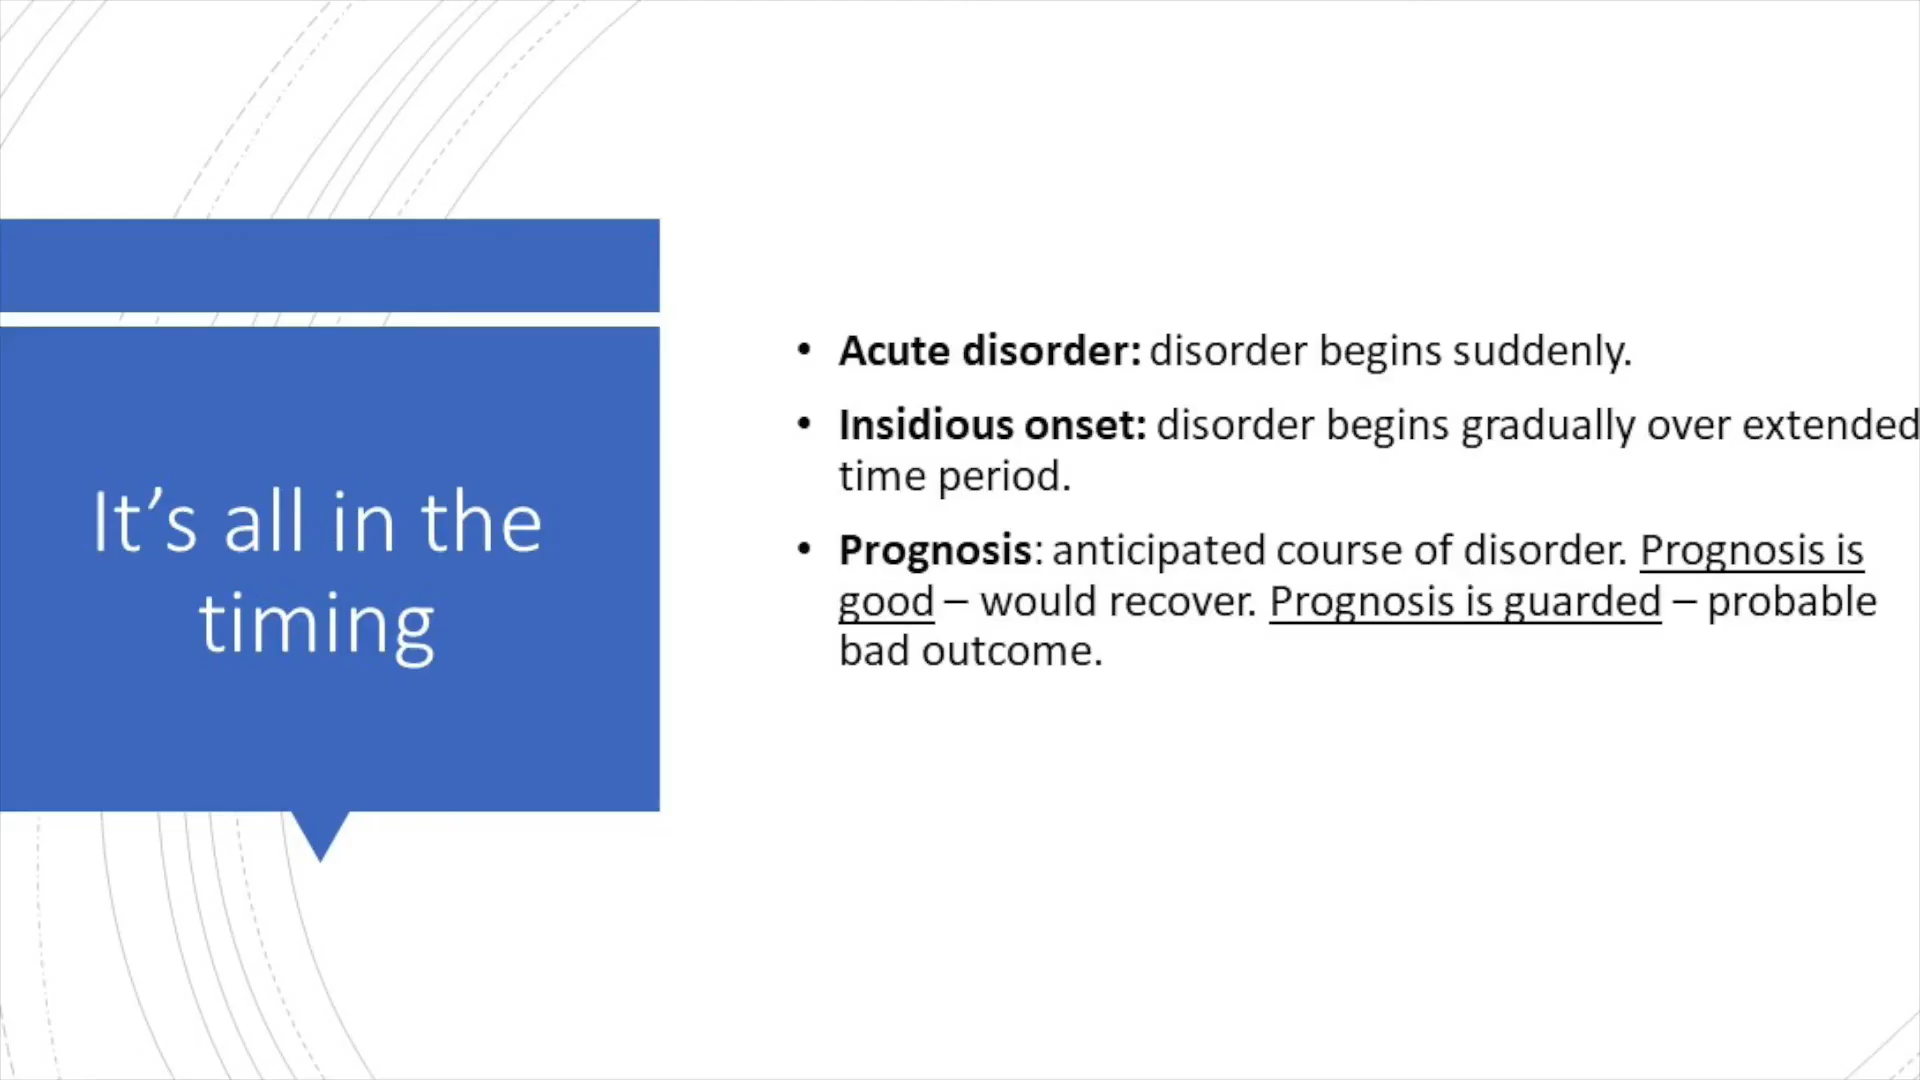 It’s all in the
timing
• Acute disorder: disorder begins suddenly.
• Insidious onset: disorder begins gradually over extended
time period.
• Prognosis: anticipated course of disorder. Prognosis is
good – would recover. Prognosis is guarded – probable
bad outcome.